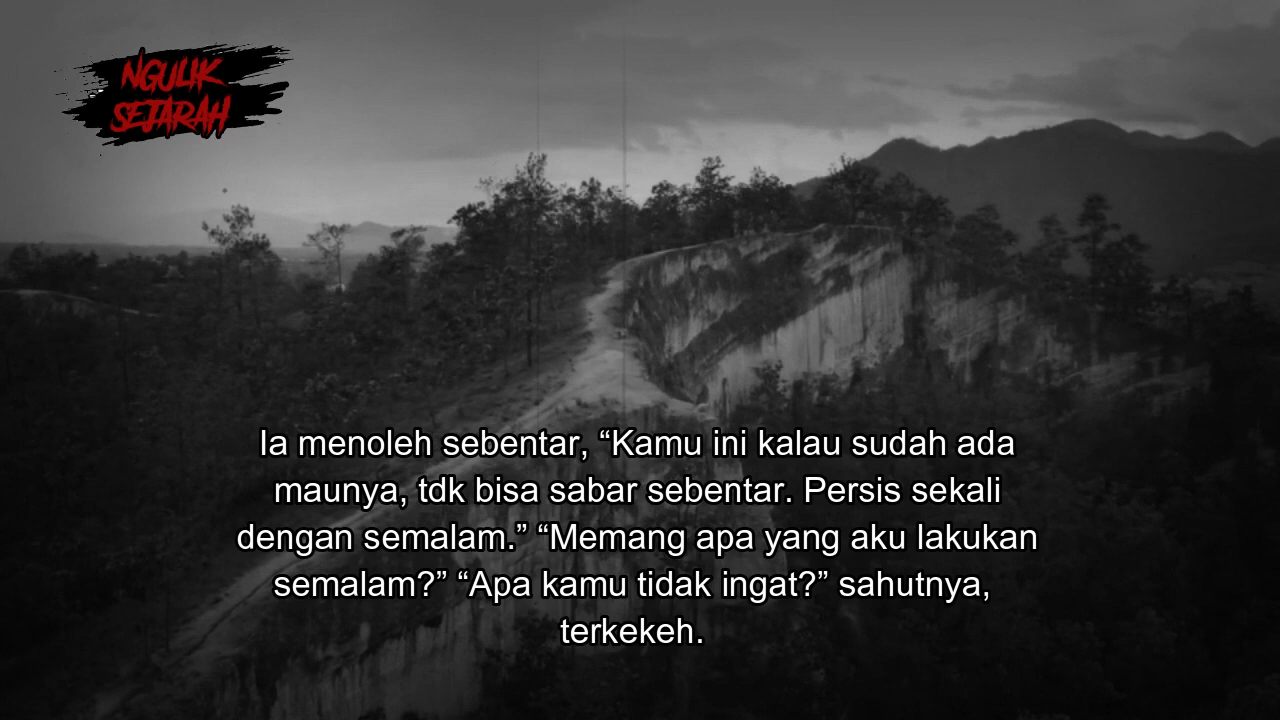 NGULIK
SEJARAH
Ia menoleh sebentar, “Kamu ini kalau sudah ada
maunya, tdk bisa sabar sebentar. Persis sekali
dengan semalam.” “Memang apa yang aku lakukan
semalam?” “Apa kamu tidak ingat?” sahutnya,
terkekeh.